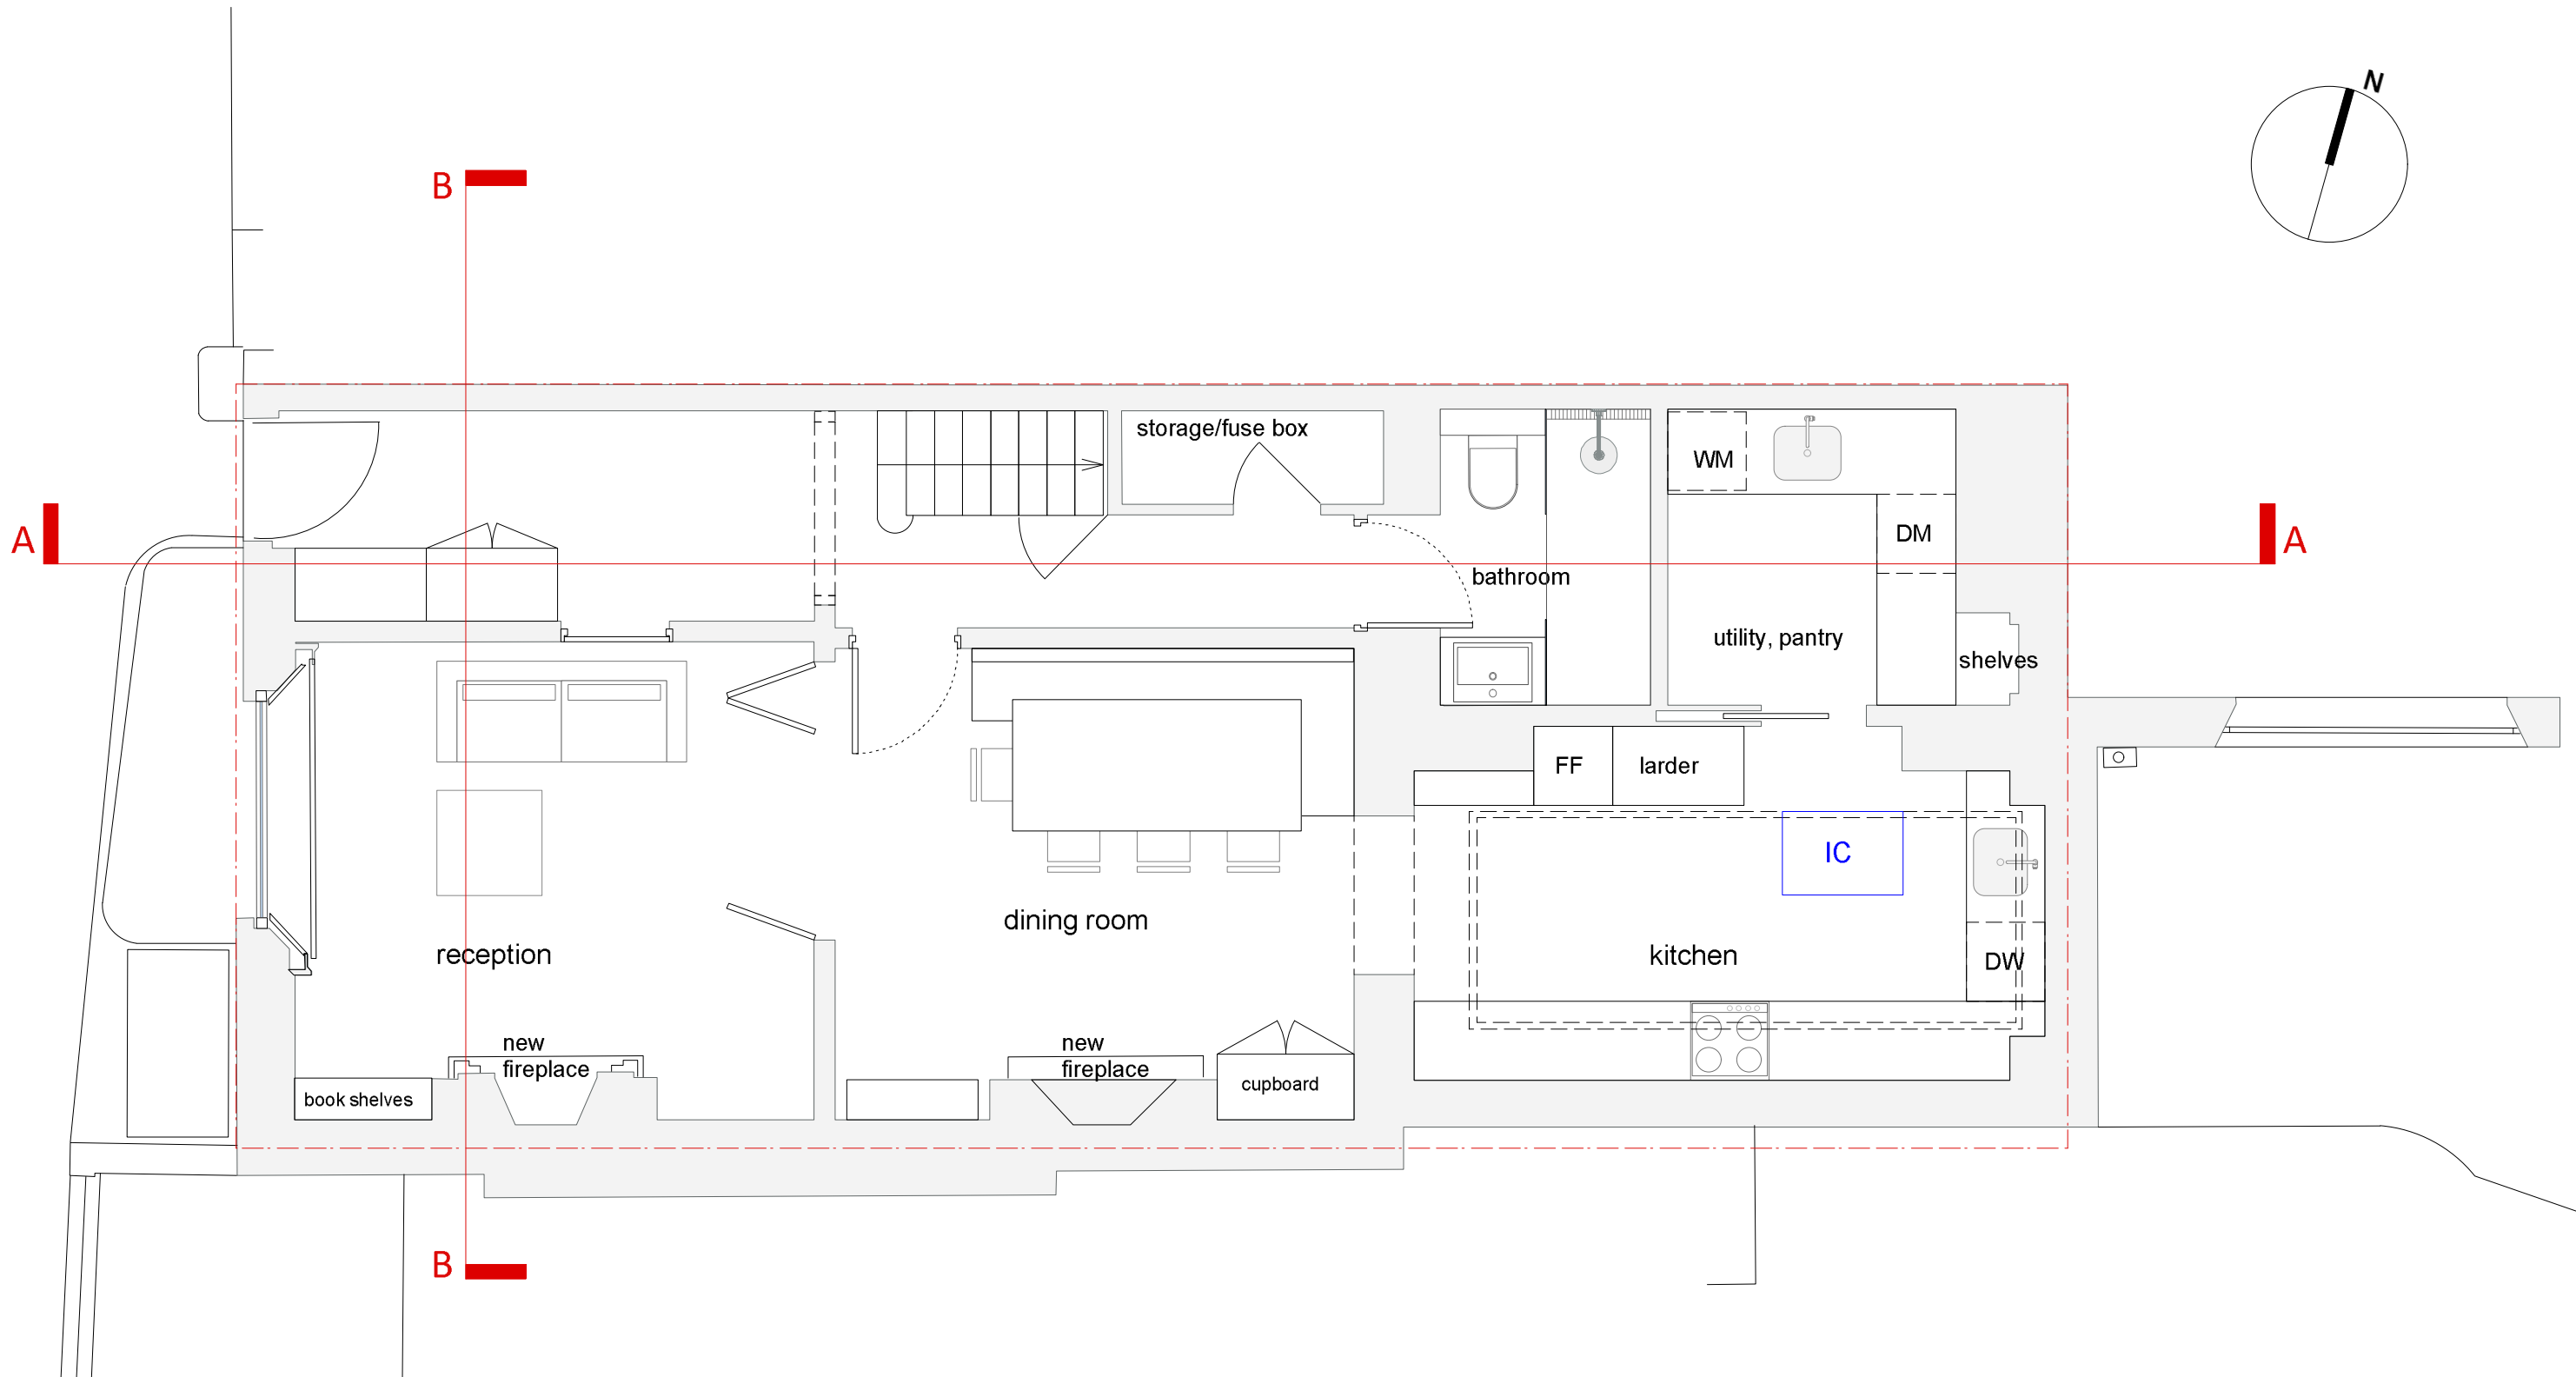 N
B
storage/fuse box
WM
A
DM
A
bathroom
utility, pantry
shelves
FF
larder
IC
dining room
reception
kitchen
DW
new
fireplace
new
fireplace
cupboard
book shelves
B